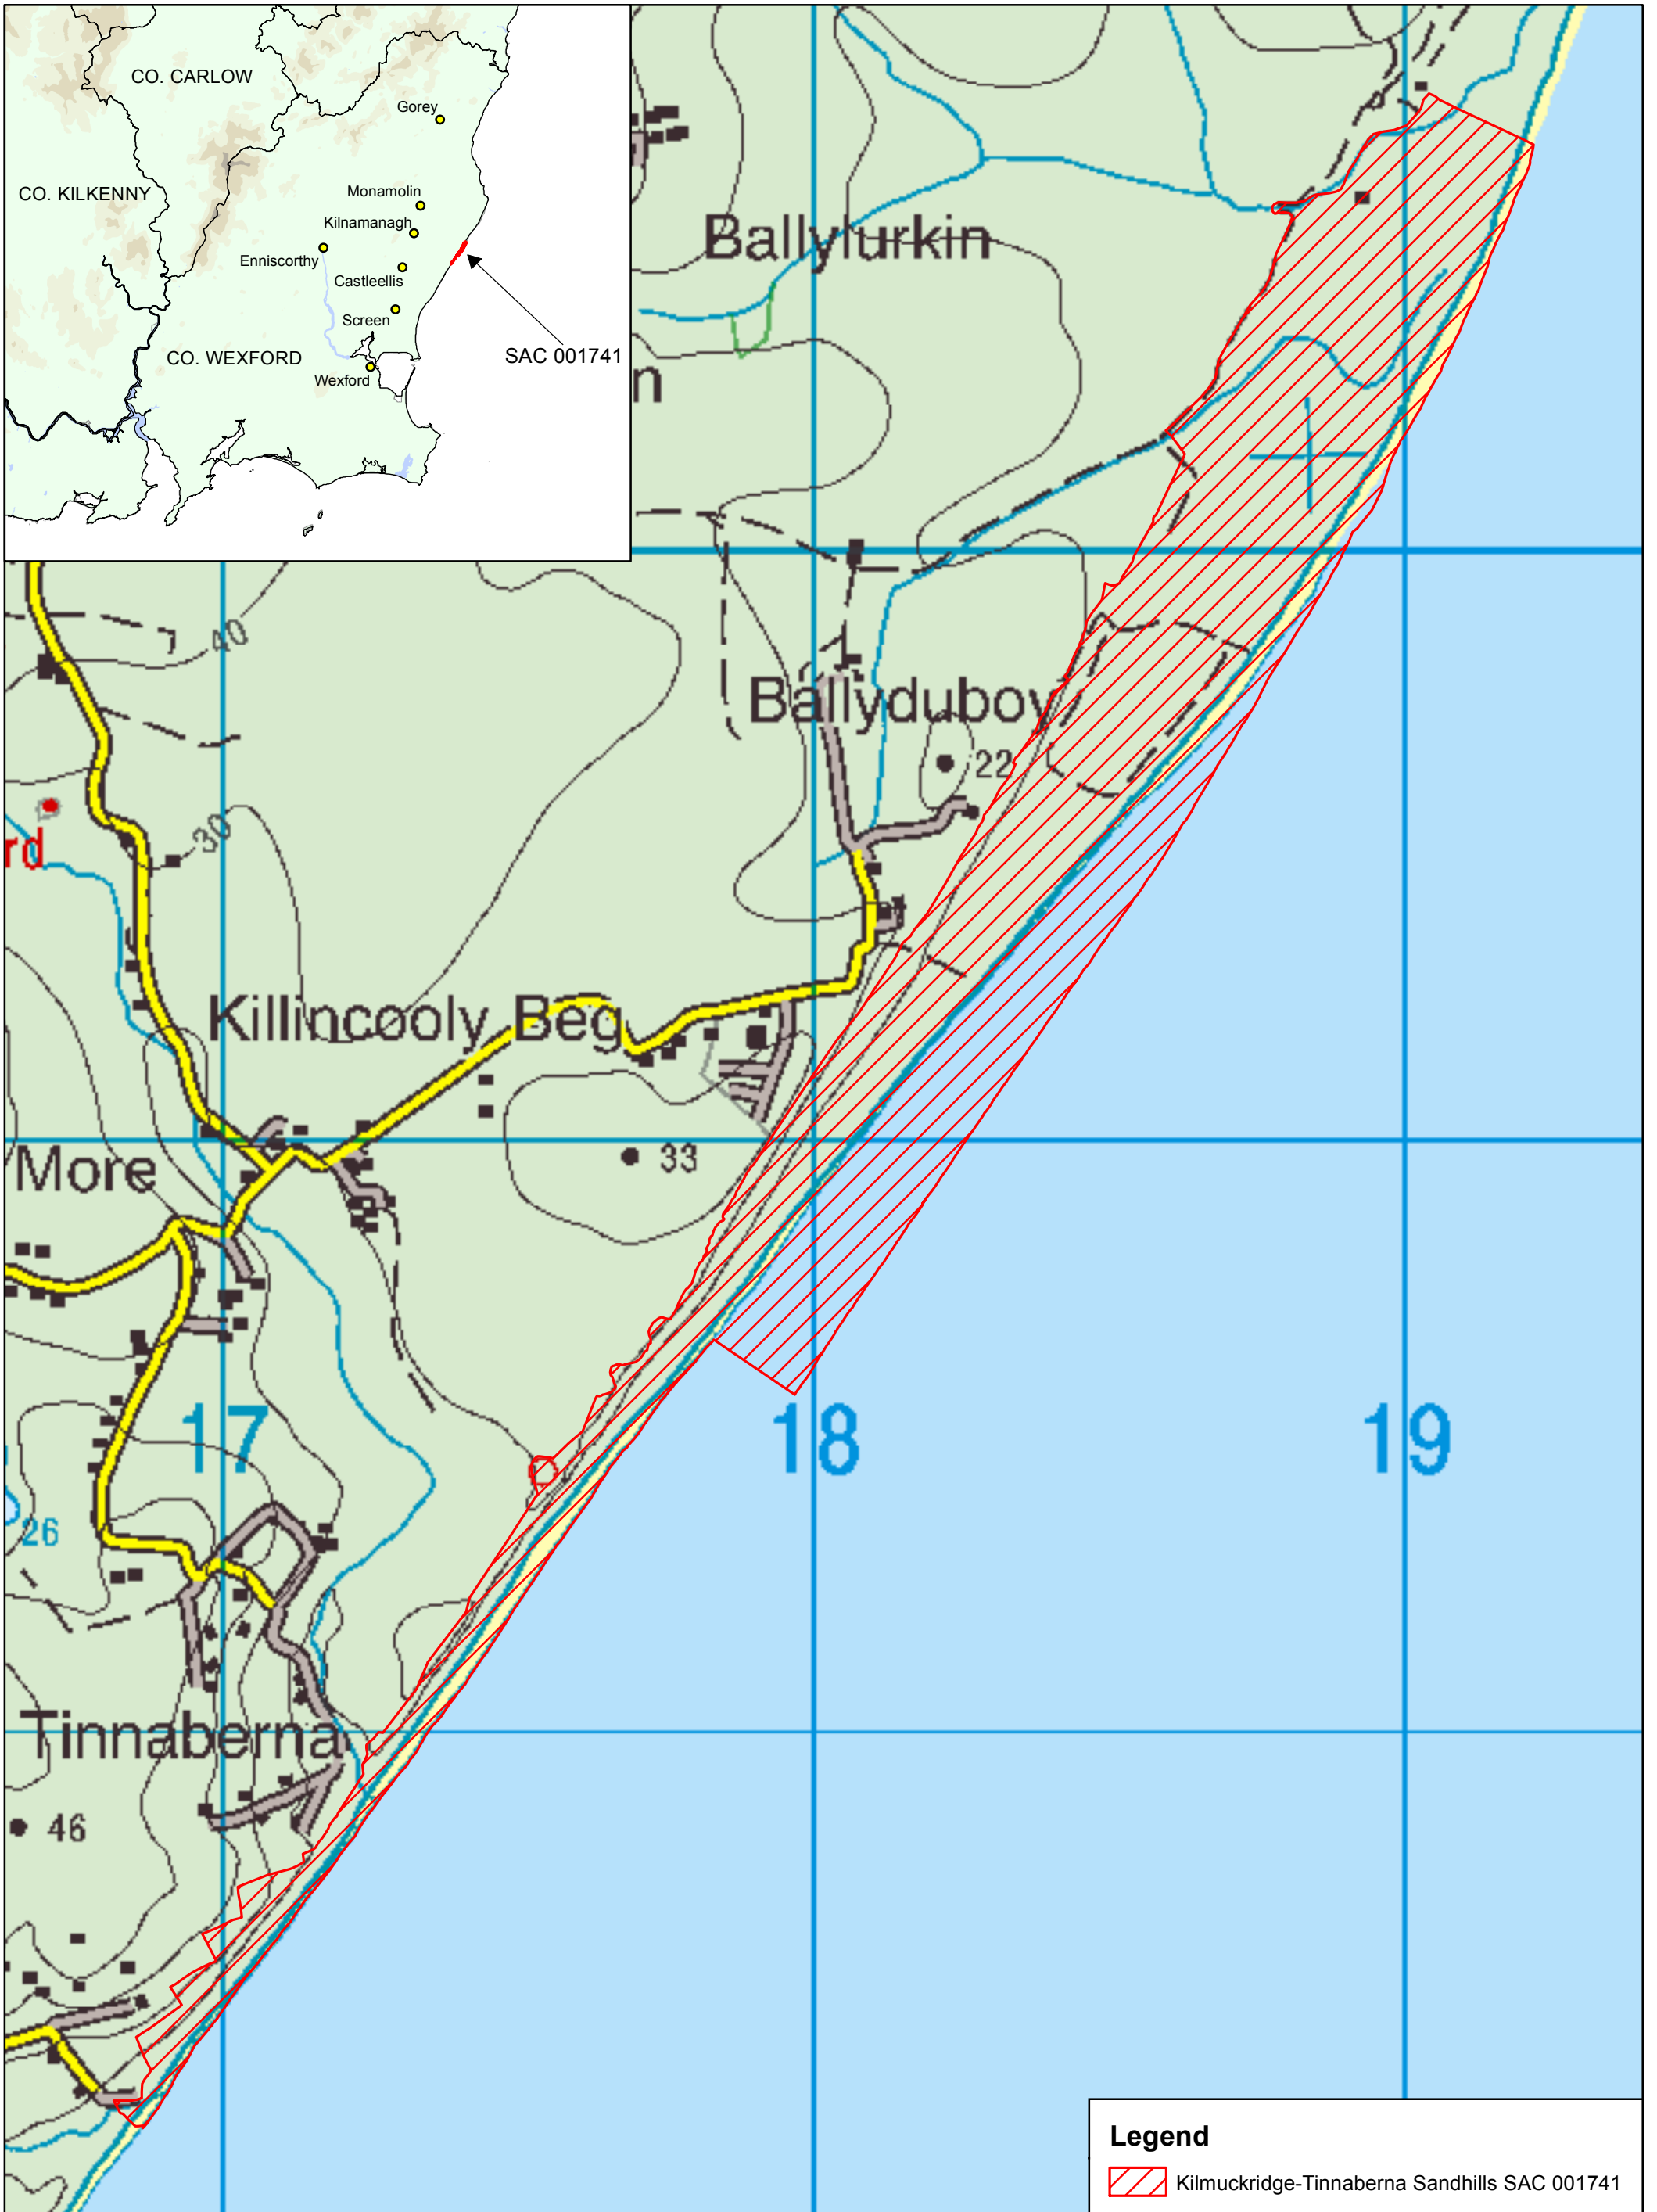 CO. CARLOW
Gorey
CO. KILKENNY
Monamolin
Kilnamanagh
Enniscorthy
Castleellis
Screen
CO. WEXFORD
SAC 001741
Wexford
Ballylurkin
n
40
Ballyduboy
22
30
rd
Killincooly Beg
More
33
17
18
19
26
Tinnaberna
46
Legend
Kilmuckridge-Tinnaberna Sandhills SAC 001741